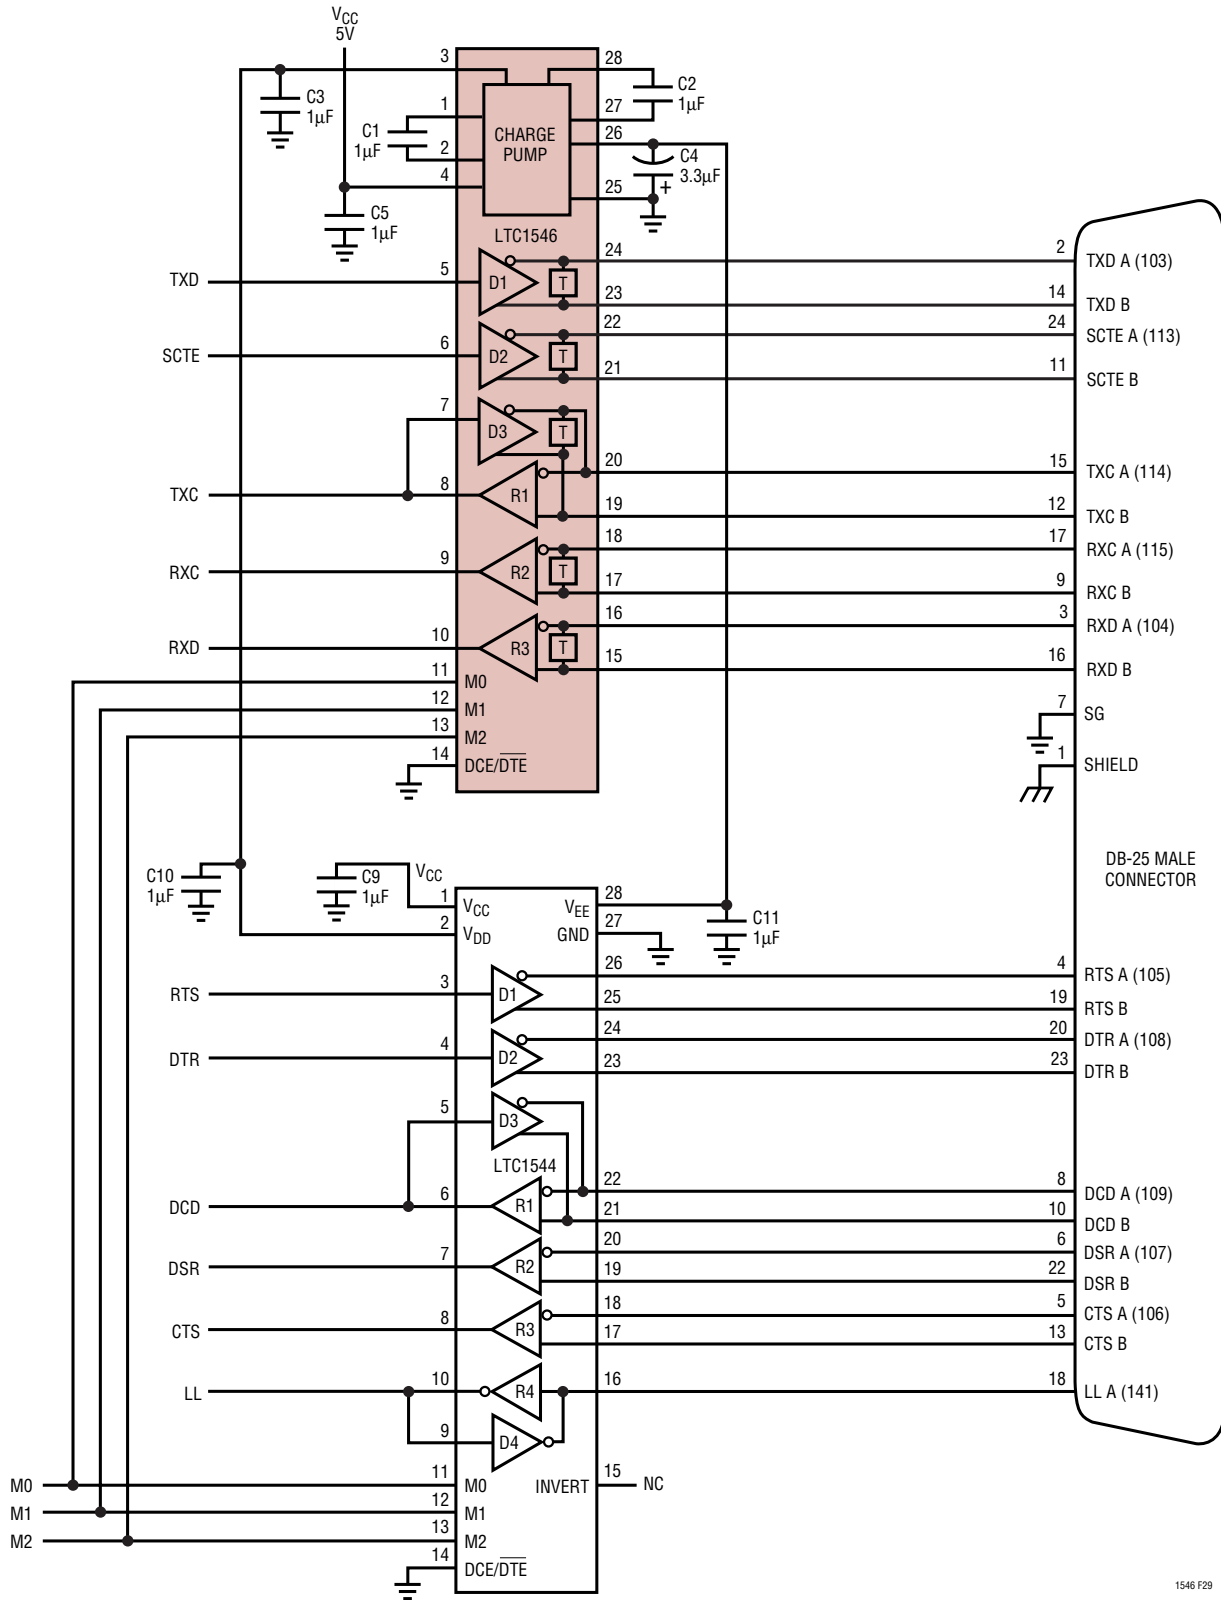 VCC
5V
3
28
C3
1µF
C2
1µF
1
27
C1
1µF
CHARGE
PUMP
26
2
C4
3.3µF
+
4
25
C5
1µF
LTC1546
24
2
TXD A (103)
TXD
5
D1
T
23
14
TXD B
22
24
SCTE A (113)
SCTE
6
D2
T
21
11
SCTE B
7
D3
T
20
15
TXC A (114)
TXC
8
R1
19
12
TXC B
18
17
RXC A (115)
RXC
9
R2
T
17
9
RXC B
16
3
RXD A (104)
RXD
10
R3
T
15
16
RXD B
11
M0
12
M1
7
SG
13
M2
14
DCE/DTE
1
SHIELD
DB-25 MALE
CONNECTOR
C10
1µF
C9
1µF
VCC
1
VCC
VEE
28
2
VDD
GND
27
C11
1µF
26
4
RTS A (105)
RTS
3
D1
25
19
RTS B
24
20
DTR A (108)
DTR
4
D2
23
23
DTR B
5
D3
LTC1544
22
8
DCD A (109)
DCD
6
R1
21
10
DCD B
20
6
DSR A (107)
DSR
7
R2
19
22
DSR B
18
5
CTS A (106)
CTS
8
R3
17
13
CTS B
LL
10
R4
16
18
LL A (141)
9
D4
M0
11
M0
INVERT
15
NC
M1
12
M1
M2
13
M2
14
DCE/DTE
1546 F29